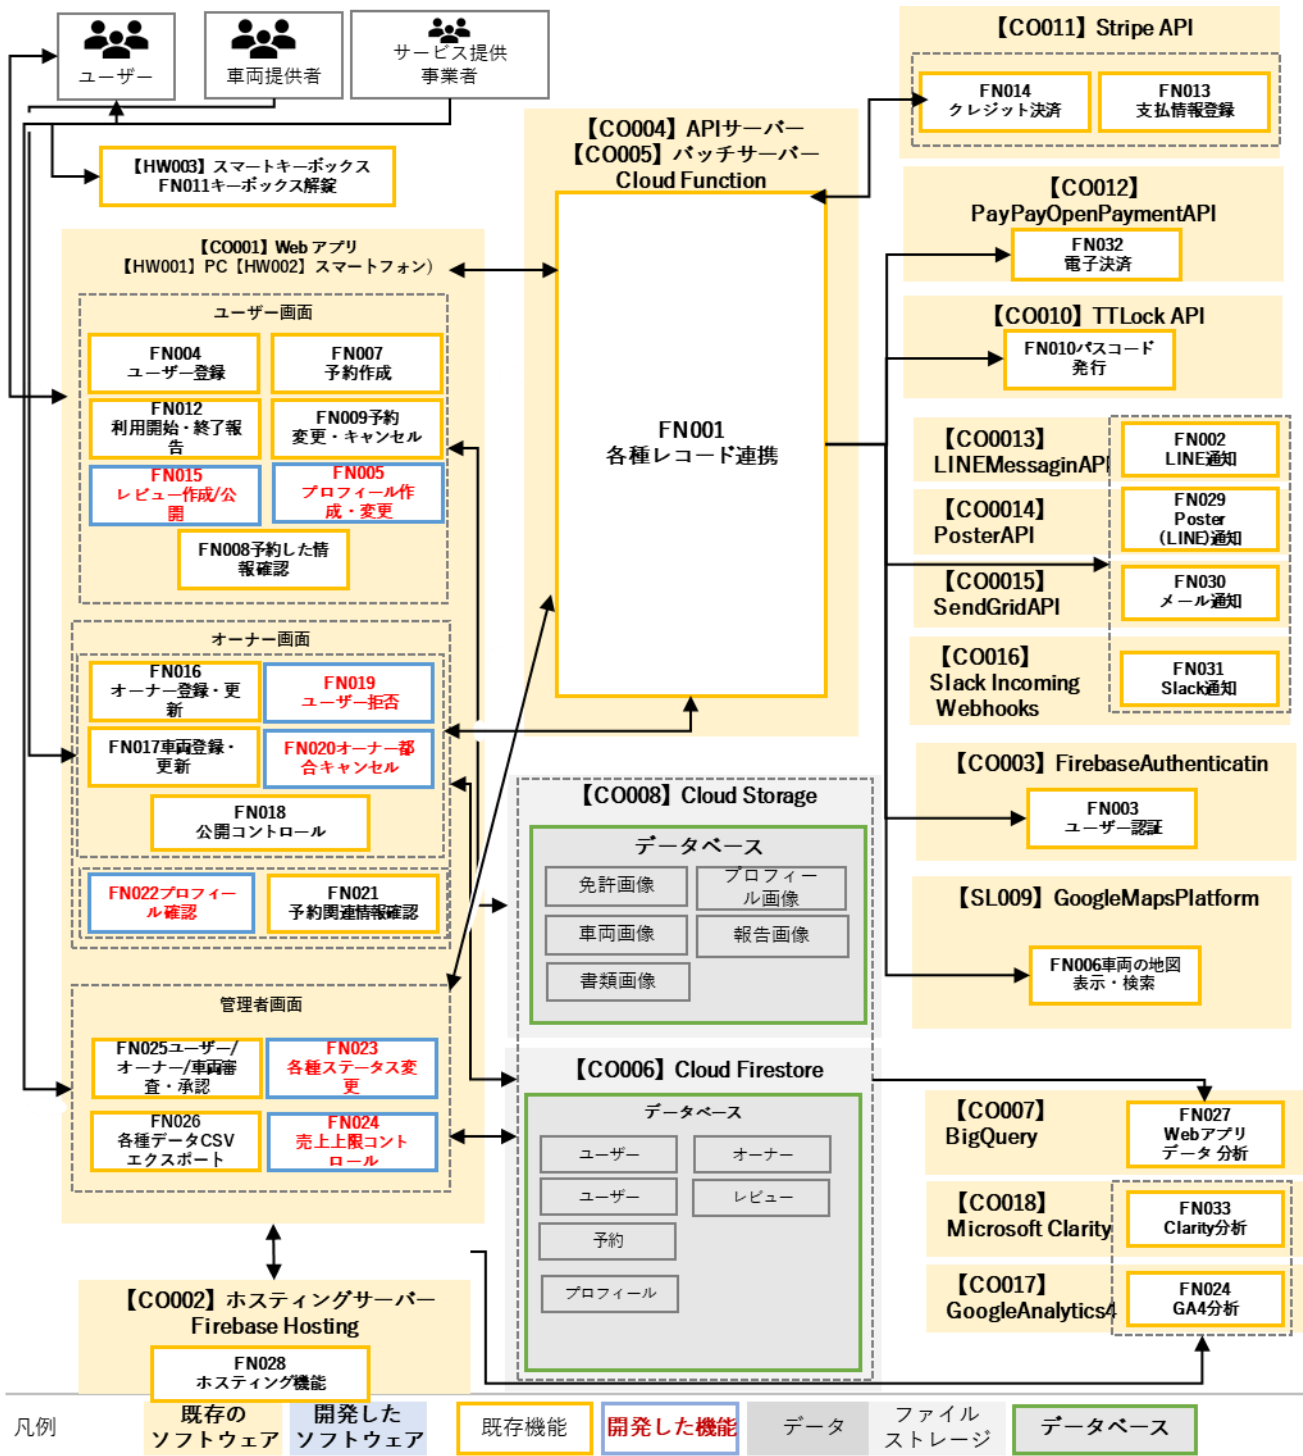 ユーザー
車両提供者
サービス提供
事業者
【HW003】スマートキーボックス
FN011キーボックス解錠
【CO001】Web アプリ
【HW001】PC【HW002】スマートフォン）
ユーザー画面
FN004
ユーザー登録
FN007
予約作成
FN012
利用開始・終了報
告
FN009予約
変更・キャンセル
FN015
レビュー作成/公
開
FN005
プロフィール作
成・変更
FN008予約した情
報確認
オーナー画面
FN016
オーナー登録・更
新
FN019
ユーザー拒否
FN017車両登録・
更新
FN020オーナー都
合キャンセル
FN018
公開コントロール
FN022プロフィー
ル確認
FN021
予約関連情報確認
管理者画面
FN025ユーザー/
オーナー/車両審
査・承認
FN023
各種ステータス変
更
FN026
各種データCSV
エクスポート
FN024
売上上限コント
ロール
【CO002】ホスティングサーバー
Firebase Hosting
FN028
ホスティング機能
【CO004】APIサーバー
【CO005】バッチサーバー
Cloud Function
FN001
各種レコード連携
【CO008】Cloud Storage
データベース
免許画像
プロフィー
ル画像
車両画像
報告画像
書類画像
【CO006】Cloud Firestore
データベース
ユーザー
オーナー
ユーザー
レビュー
予約
プロフィール
【CO011】Stripe API
FN014
クレジット決済
FN013
支払情報登録
【CO012】
PayPayOpenPaymentAPI
FN032
電子決済
【CO010】TTLock API
FN010パスコード
発行
【CO0013】
LINEMessaginAPI
FN002
LINE通知
【CO0014】
PosterAPI
FN029
Poster
(LINE)通知
【CO0015】
SendGridAPI
FN030
メール通知
【CO016】
Slack Incoming
Webhooks
FN031
Slack通知
【CO003】FirebaseAuthenticatin
FN003
ユーザー認証
【SL009】GoogleMapsPlatform
FN006車両の地図
表示・検索
【CO007】
BigQuery
FN027
Webアプリ
データ 分析
【CO018】
Microsoft Clarity
FN033
Clarity分析
【CO017】
GoogleAnalytics4
FN024
GA4分析
凡例
既存の
ソフトウェア
開発した
ソフトウェア
既存機能
開発した機能
データ
ファイル
ストレージ
データベース